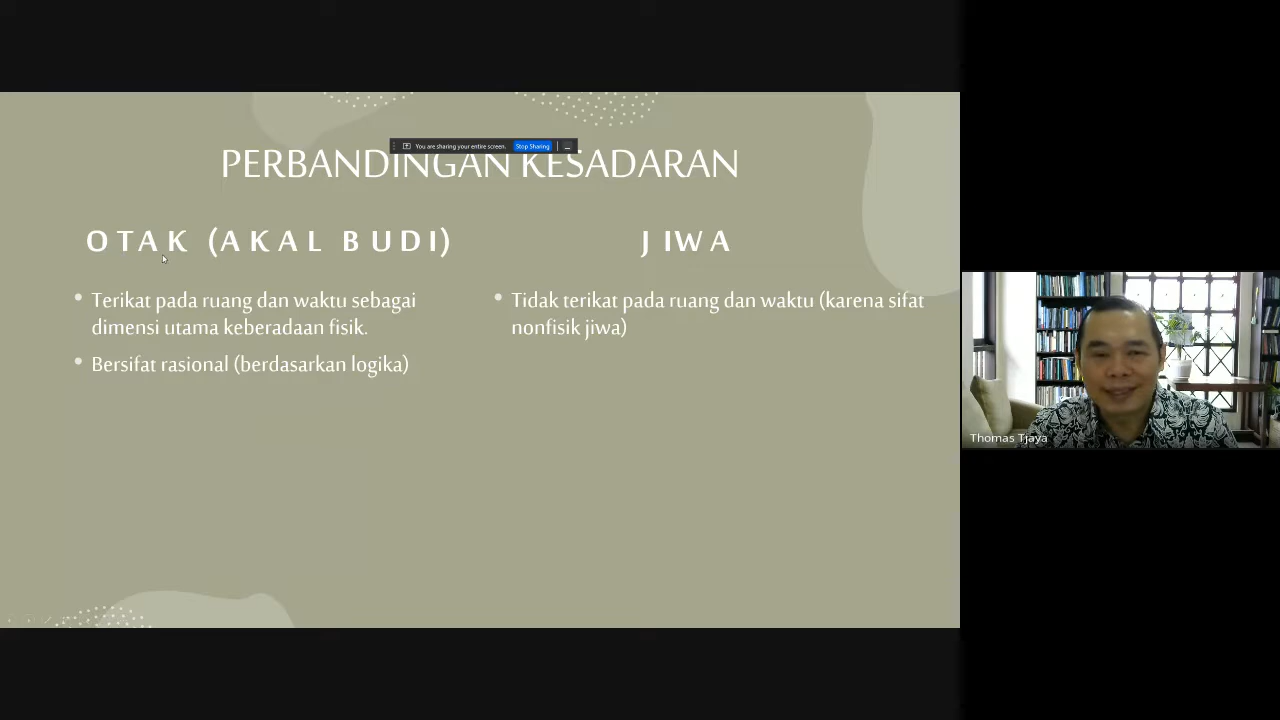 You are sharing your entire screen. Stop Sharing
PERBANDINGAN KESADARAN
OTAK (AKAL BUDI)
• Terikat pada ruang dan waktu sebagai
dimensi utama keberadaan fisik.
• Bersifat rasional (berdasarkan logika)
JIWA
• Tidak terikat pada ruang dan waktu (karena sifat
nonfisik jiwa)
Thomas Tjaya